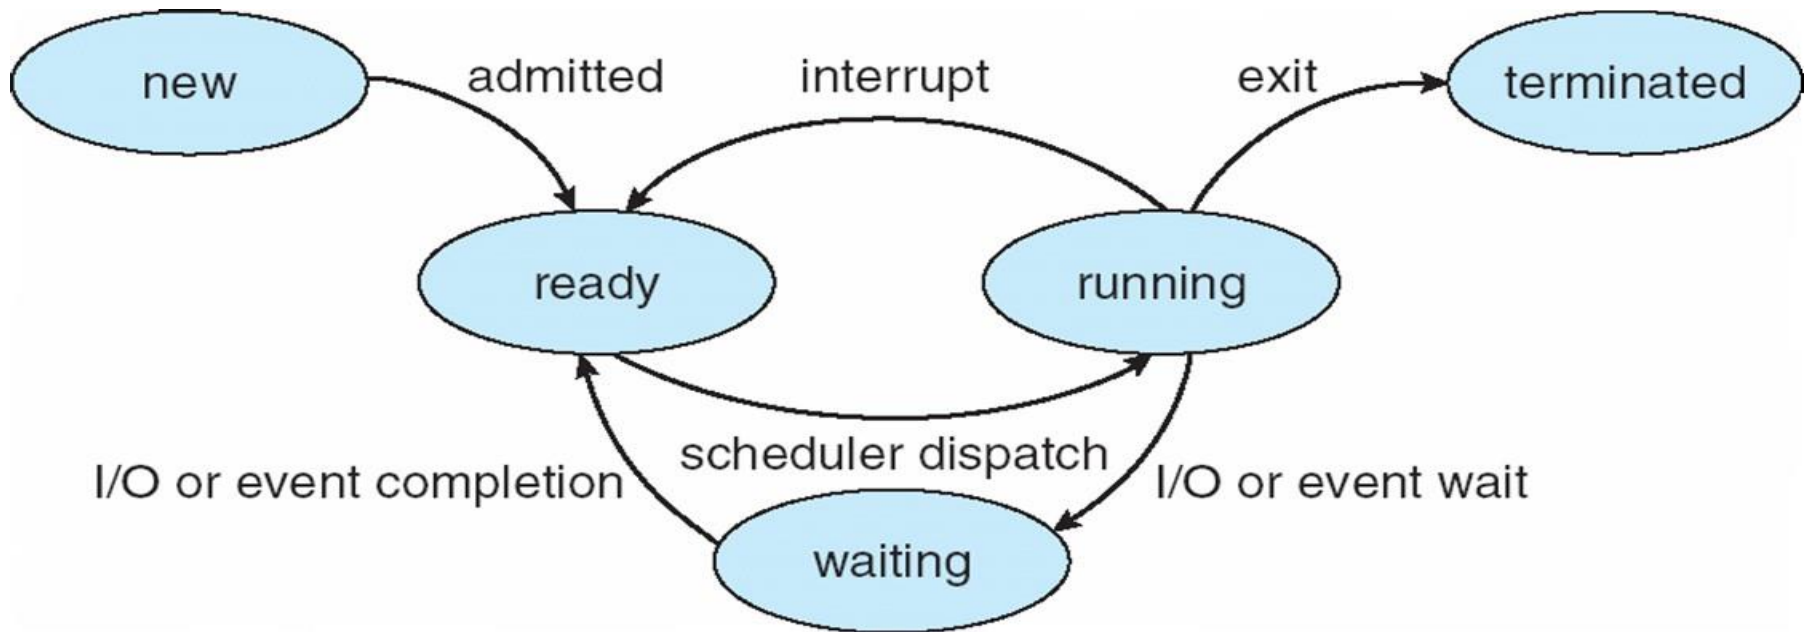 new
admitted
interrupt
exit
terminated
ready
running
scheduler dispatch
I/O or event completion
I/O or event wait
waiting